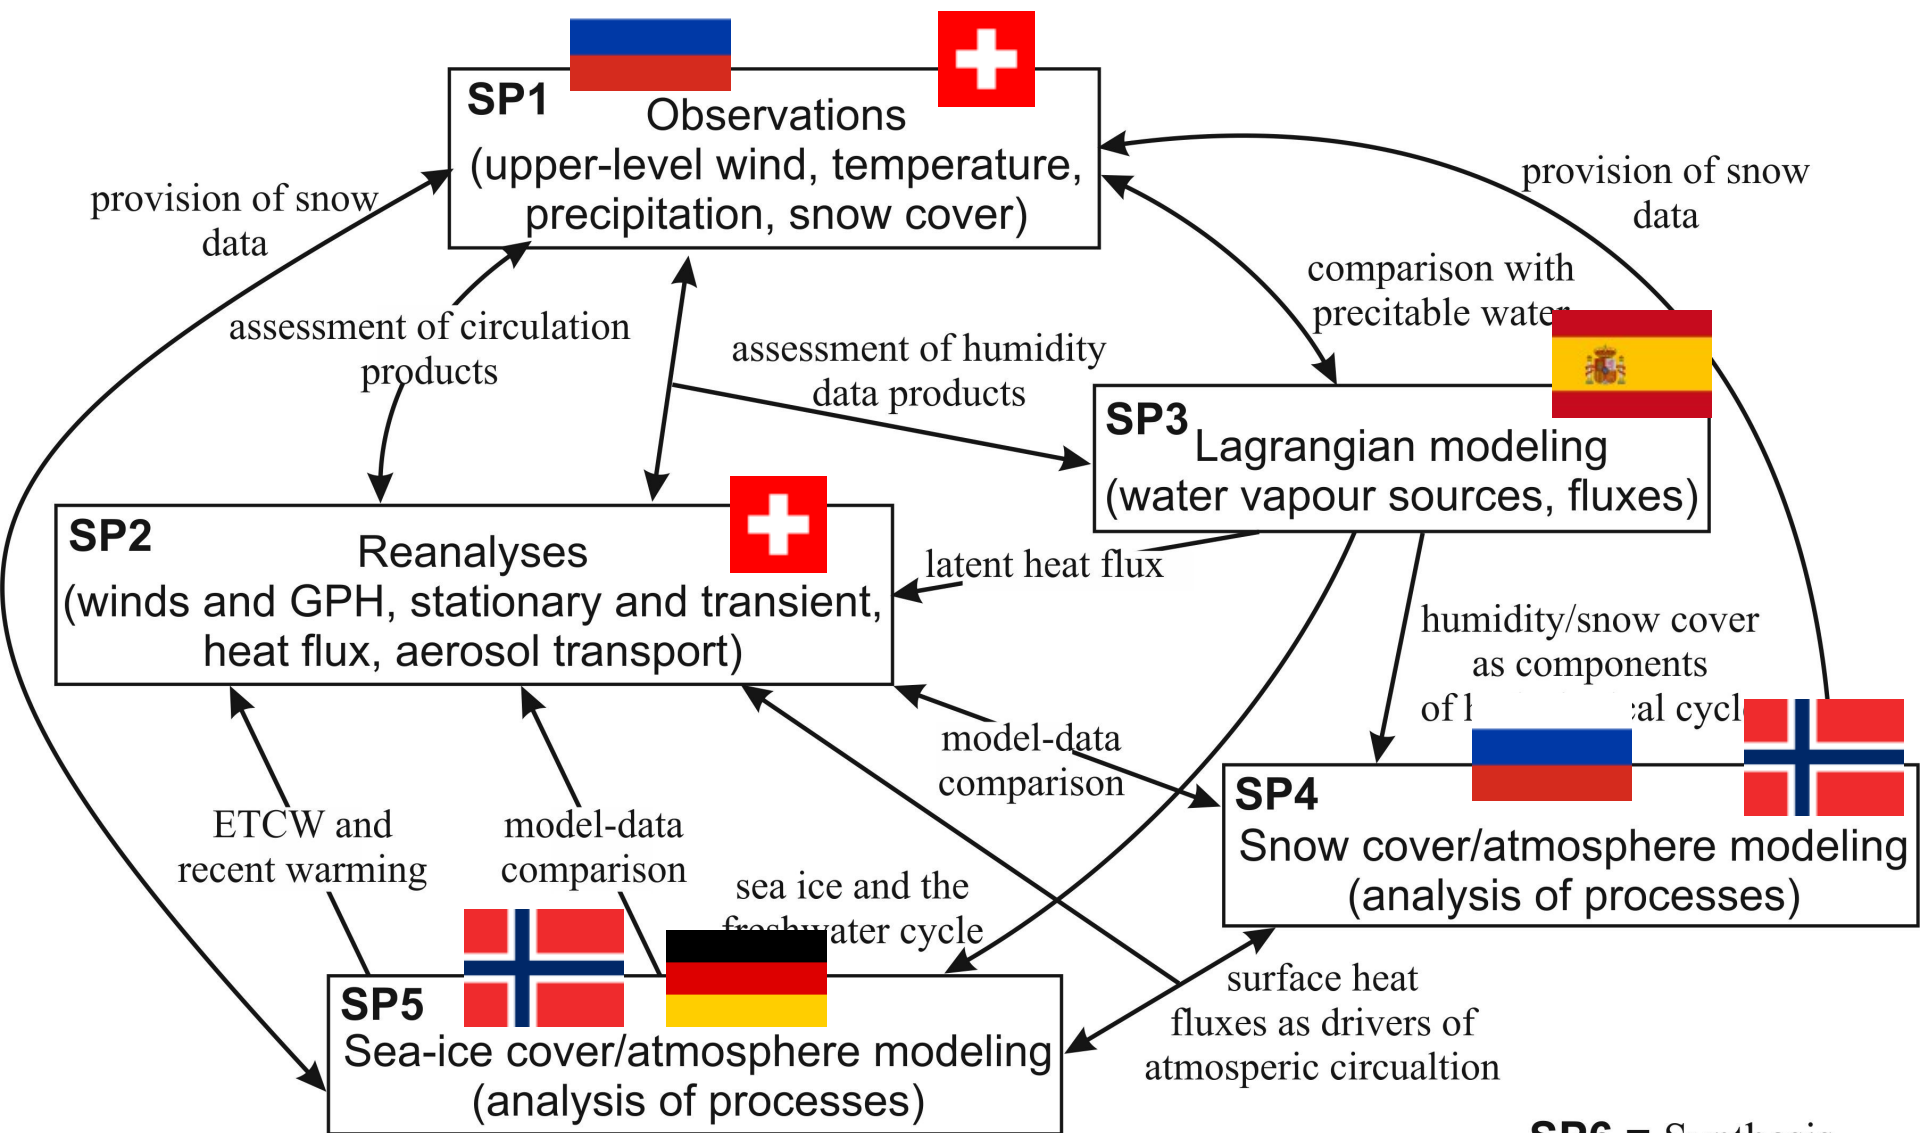 SP1
Observations
(upper-level wind, temperature,
precipitation, snow cover)
provision of snow
data
provision of snow
data
comparison with
precitable water
assessment of circulation
products
assessment of humidity
data products
SP3
Lagrangian modeling
(water vapour sources, fluxes)
SP2
Reanalyses
(winds and GPH, stationary and transient,
heat flux, aerosol transport)
latent heat flux
humidity/snow cover
as components
of
model-data
comparison
SP4
Snow cover/atmosphere modeling
(analysis of processes)
ETCW and
recent warming
model-data
comparison
sea ice and the
freshwater cycle
SP5
Sea-ice cover/atmosphere modeling
(analysis of processes)
surface heat
fluxes as drivers of
atmosperic circualtion
SP6 = Synthesis